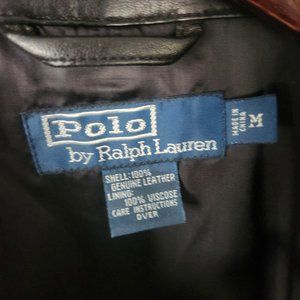 Polo
by Ralph Lauren
MADE IN
CHINA
M
SHELL: 100%
GENUINE LEATHER
LINING:
100% VISCOSE
CARE INSTRUCTIONS
OVER